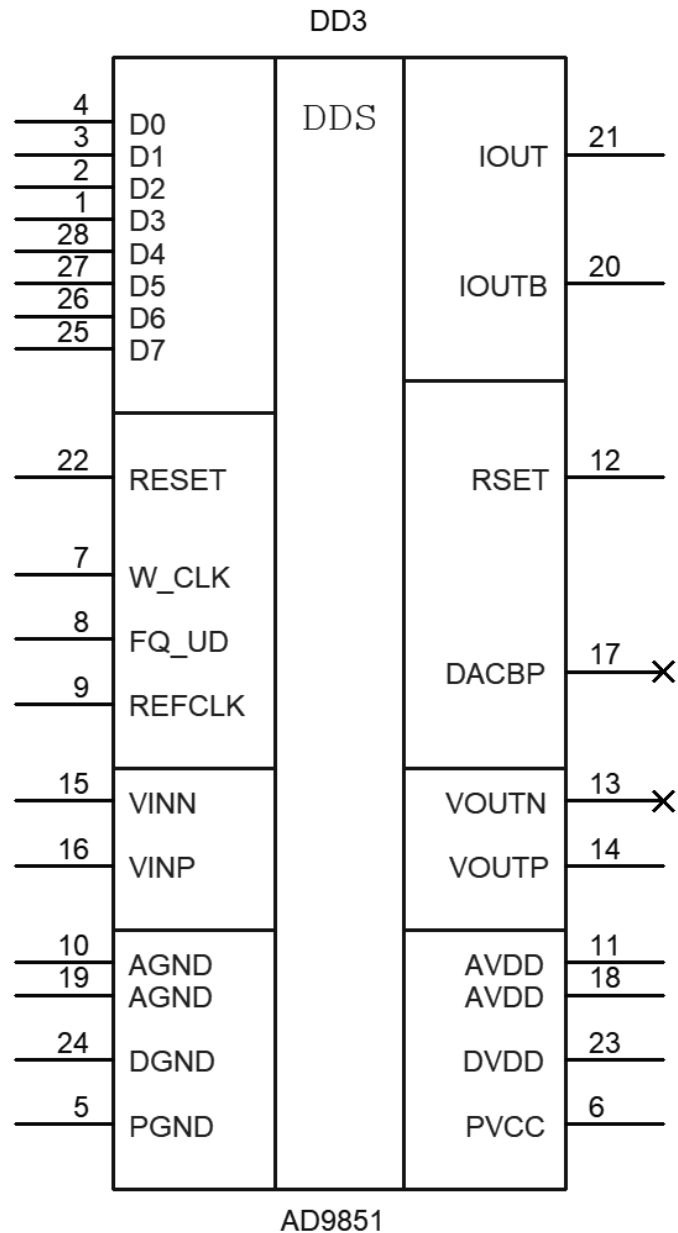 DD3
DDS
4 D0
3 D1
2 D2
1 D3
28 D4
27 D5
26 D6
25 D7
22 RESET
7 W_CLK
8 FQ_UD
9 REFCLK
15 VINN
16 VINP
10 AGND
19 AGND
24 DGND
5 PGND
IOUT 21
IOUTB 20
RSET 12
DACBP 17
VOUTN 13
VOUTP 14
AVDD 11
AVDD 18
DVDD 23
PVCC 6
AD9851